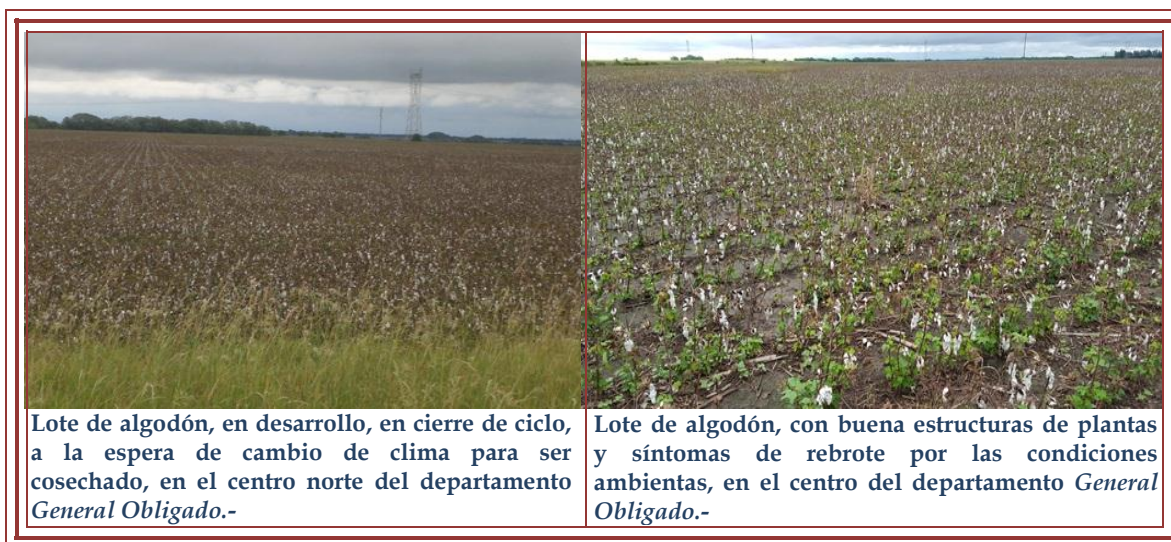 Lote de algodón, en desarrollo, en cierre de ciclo,
a la espera de cambio de clima para ser
cosechado, en el centro norte del departamento
General Obligado.-
Lote de algodón, con buena estructuras de plantas
y síntomas de rebrote por las condiciones
ambientas, en el centro del departamento General
Obligado.-